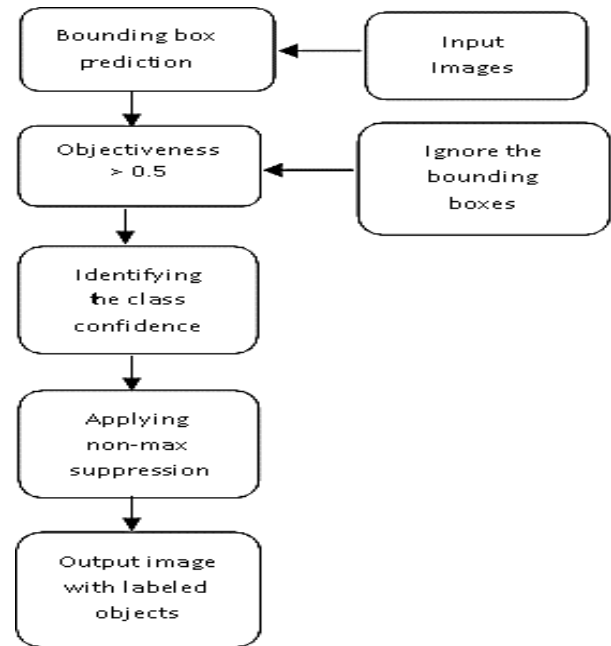 Bounding box
prediction
Input
Images
Objectiveness
> 0.5
Ignore the
bounding
boxes
Identifying
the class
confidence
Applying
non-max
suppression
Output image
with labeled
objects